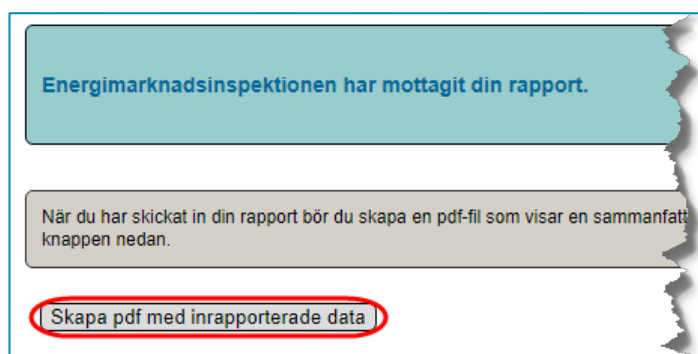 Energimarknadsinspektionen har mottagit din rapport.
När du har skickat in din rapport bör du skapa en pdf-fil som visar en
knappen nedan.
Skapa pdf med inrapporterade data